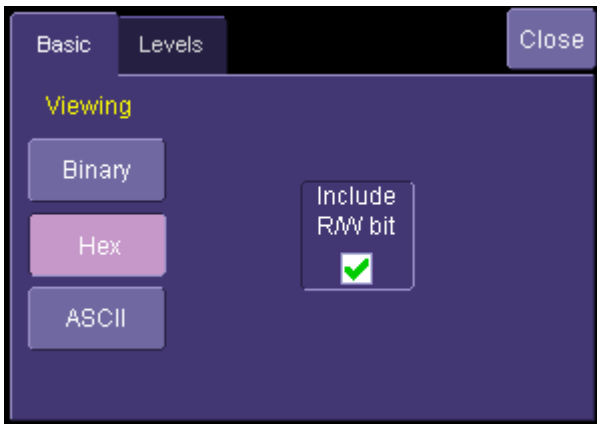 Basic
Levels
Close
Viewing
Binary
Hex
ASCII
Include
R/W bit